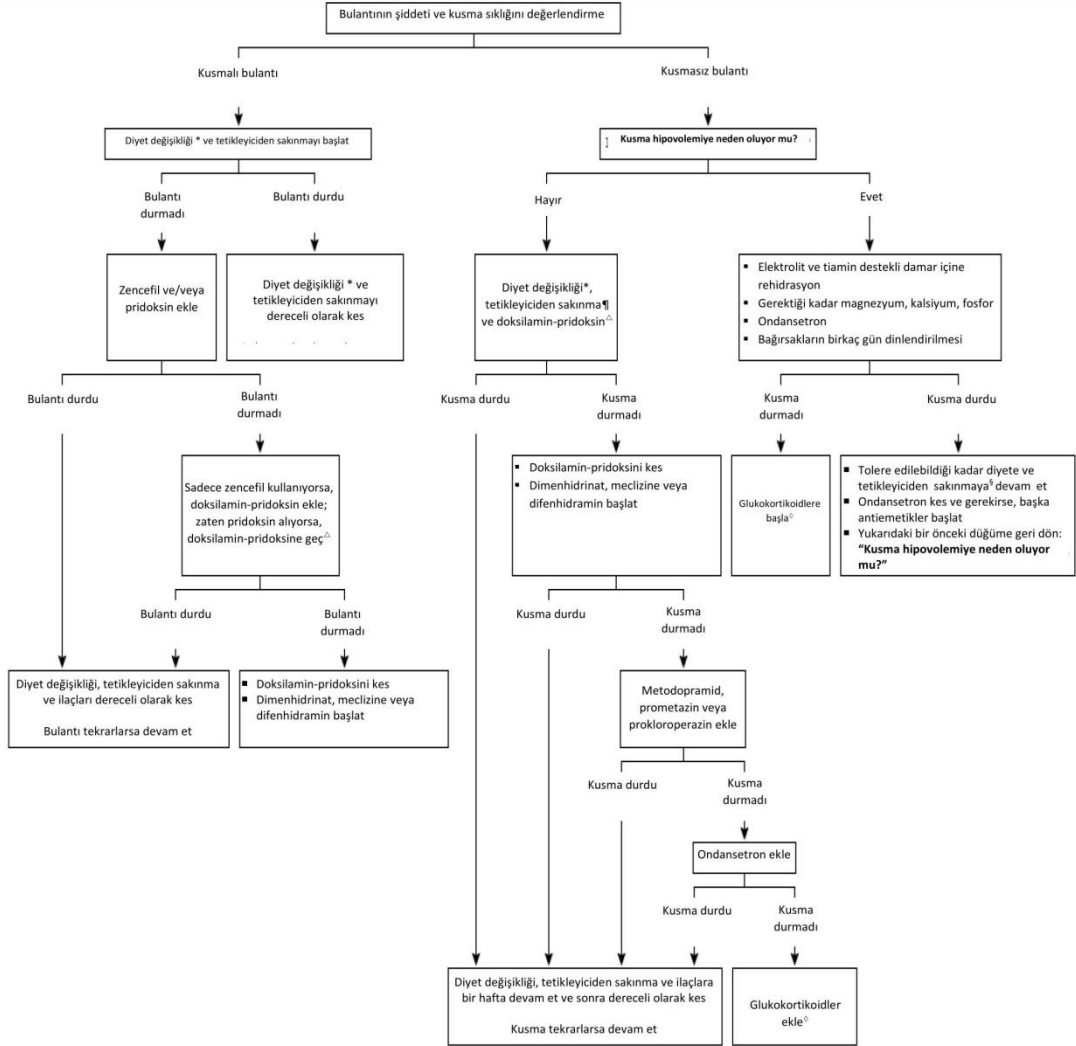 Bulantının şiddeti ve kusma sıklığını değerlendirme
Kusmalı bulantı
Kusmasız bulantı
Diyet değişikliği * ve tetikleyiciden sakınmayı başlat
Kusma hipovolemiye neden oluyor mu?
Bulantı
durmadı
Bulantı durdu
Hayır
Evet
Zencefil ve/veya
pridoksin ekle
Diyet değişikliği * ve
tetikleyiciden sakınmayı
dereceli olarak kes
Diyet değişikliği*,
tetikleyiciden sakınma¶
ve doksilamin-pridoksin△
▪ Elektrolit ve tiamin destekli damar içine
rehidrasyon
▪ Gerektiği kadar magnezyum, kalsiyum, fosfor
▪ Ondansetron
▪ Bağırsakların birkaç gün dinlendirilmesi
Bulantı durdu
Bulantı
durmadı
Kusma durdu
Kusma
durmadı
Kusma
durmadı
Kusma durdu
Sadece zencefil kullanıyorsa,
doksilamin-pridoksin ekle;
zaten pridoksin alıyorsa,
doksilamin-pridoksine geç△
▪ Doksilamin-pridoksini kes
▪ Dimenhidrinat, meclizine veya
difenhidramin başlat
Glukokortikoidlere
başla◊
▪ Tolere edilebildiği kadar diyete ve
tetikleyiciden sakınmaya§ devam et
▪ Ondansetron kes ve gerekirse, başka
antiemetikler başlat
▪ Yukarıdaki bir önceki düğüme geri dön:
“Kusma hipovolemiye neden oluyor
mu?”
Bulantı durdu
Bulantı
durmadı
Kusma durdu
Kusma
durmadı
Diyet değişikliği, tetikleyiciden sakınma
ve ilaçları dereceli olarak kes
Bulantı tekrarlarsa devam et
▪ Doksilamin-pridoksini kes
▪ Dimenhidrinat, meclizine veya
difenhidramin başlat
Metodopramid,
prometazin veya
prokloroperazin ekle
Kusma durdu
Kusma
durmadı
Ondansetron ekle
Kusma durdu
Kusma
durmadı
Diyet değişikliği, tetikleyiciden sakınma ve ilaçlara
bir hafta devam et ve sonra dereceli olarak kes
Kusma tekrarlarsa devam et
Glukokortikoidler
ekle◊